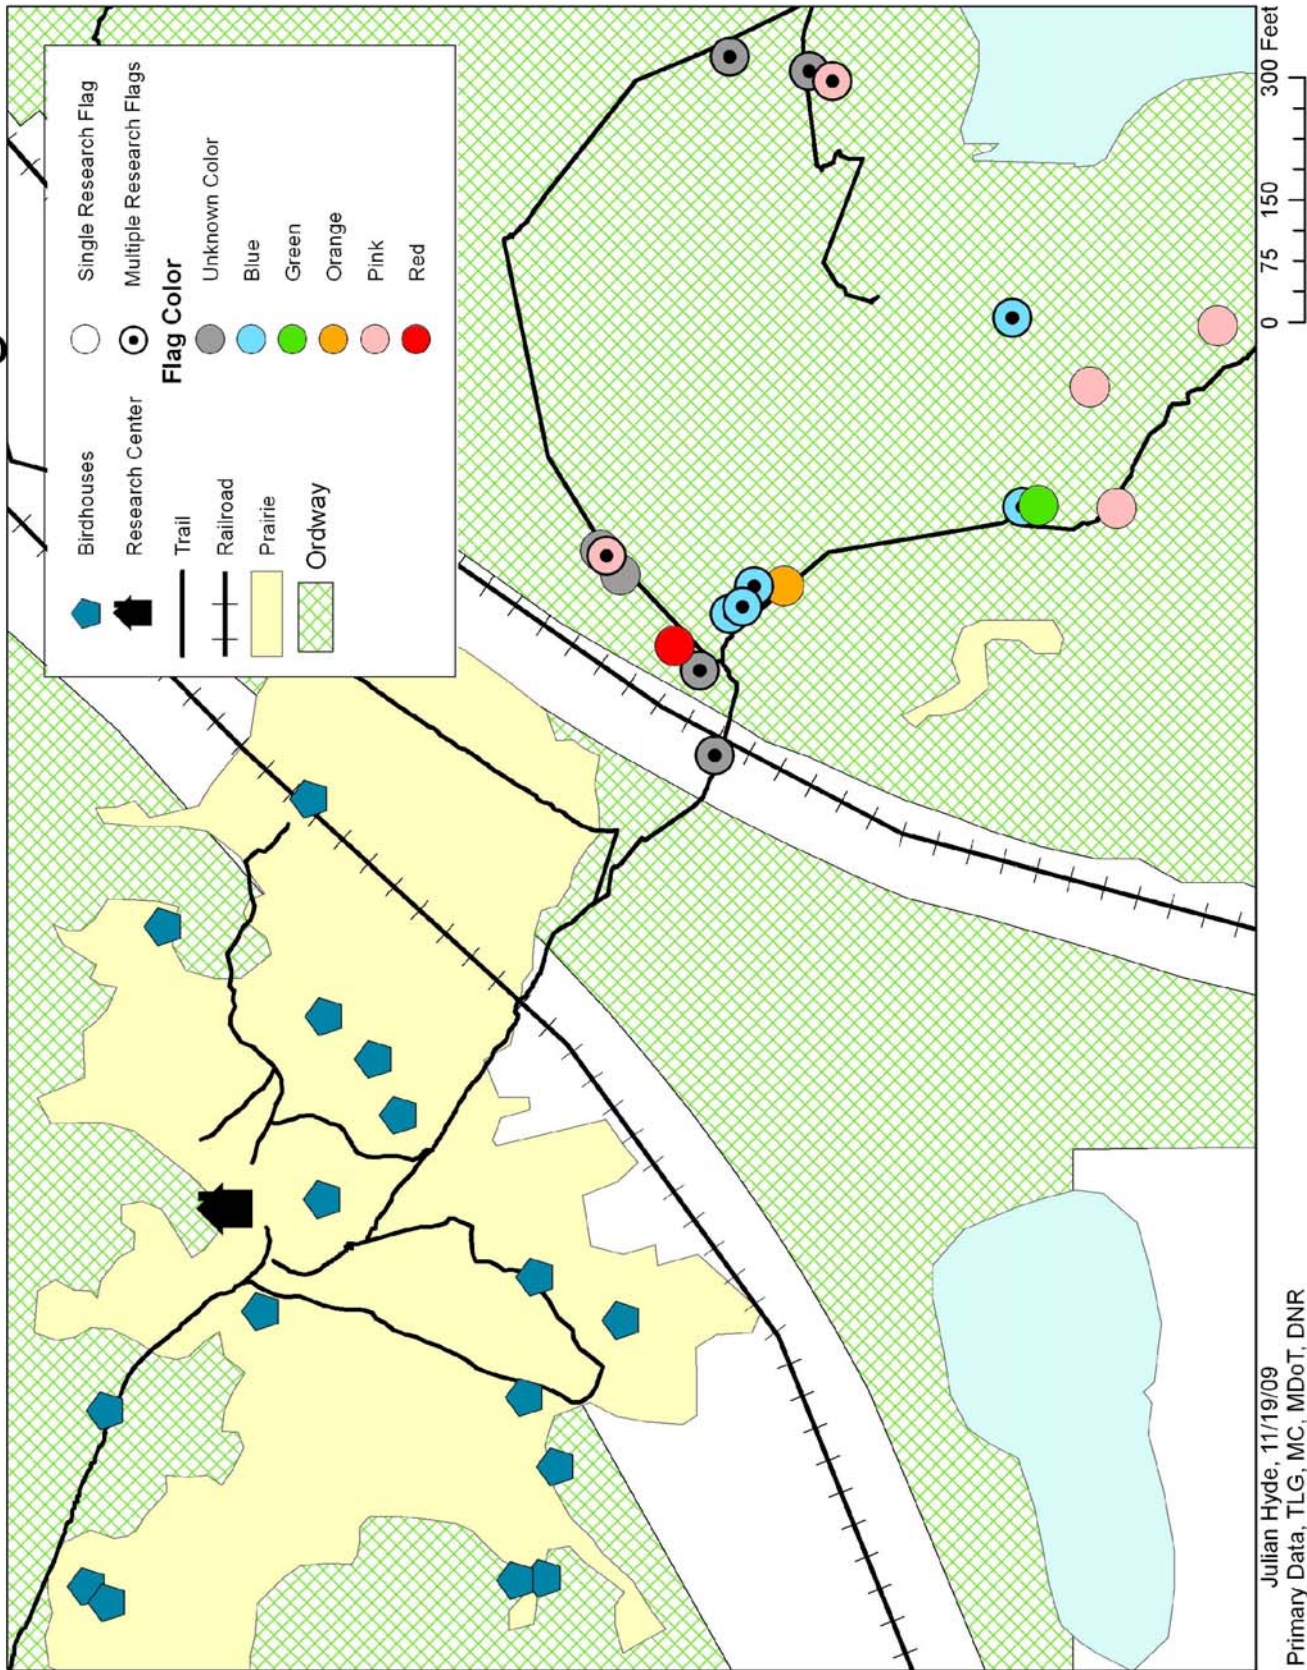 Birdhouses
Research Center
Trail
Railroad
Prairie
Ordway
Single Research Flag
Multiple Research Flags
Flag Color
Unknown Color
Blue
Green
Orange
Pink
Red
0 75 150 300 Feet
Julian Hyde, 11/19/09
Primary Data, TLG, MC, MDoT, DNR